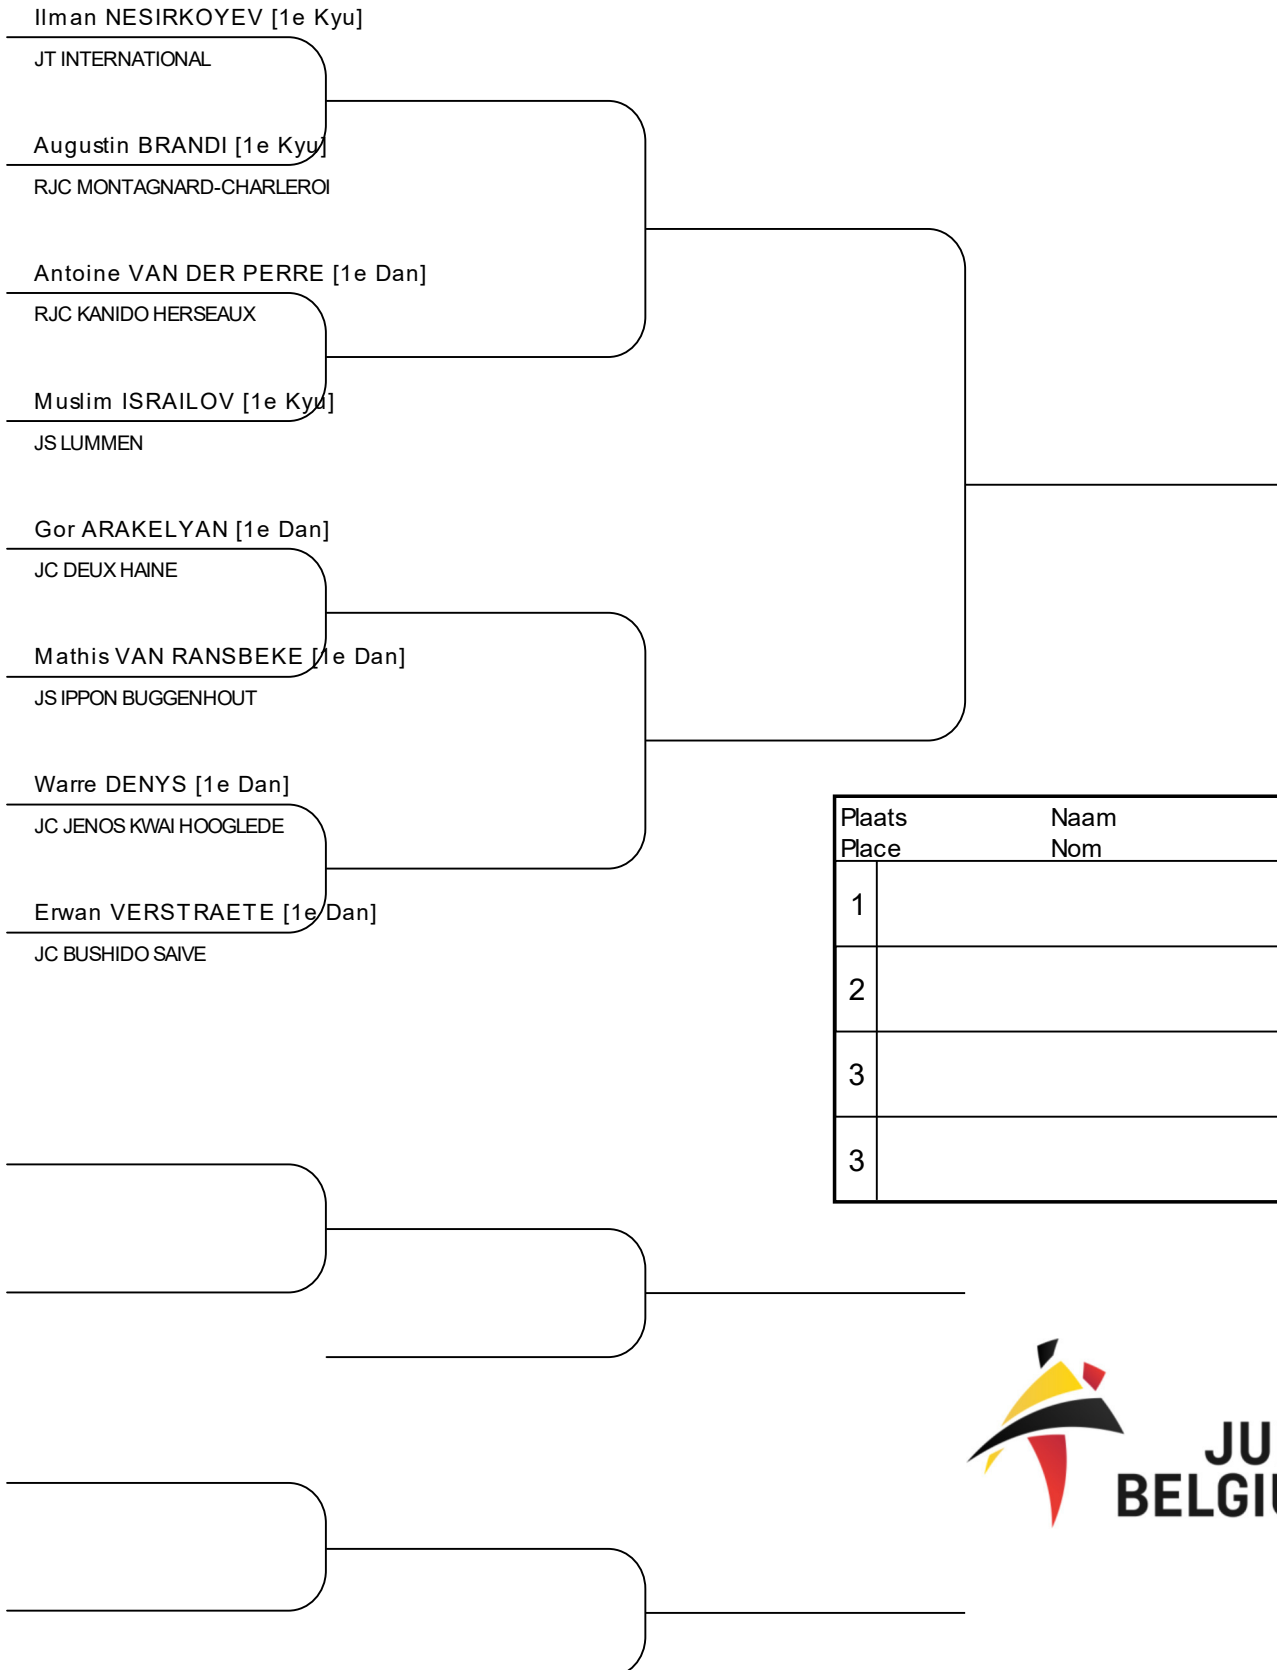 Ilman NESIRKOYEV [1e Kyu]
JT INTERNATIONAL
Augustin BRANDI [1e Kyu]
RJC MONTAGNARD-CHARLEROI
Antoine VAN DER PERRE [1e Dan]
RJC KANIDO HERSEAUX
Muslim ISRAILOV [1e Kyu]
JS LUMMEN
Gor ARAKELYAN [1e Dan]
JC DEUX HAINE
Mathis VAN RANSBEKE [1e Dan]
JS IPPON BUGGENHOUT
Warre DENYS [1e Dan]
JC JENOS KWAI HOOGLEDE
Erwan VERSTRAETE [1e Dan]
JC BUSHIDO SAIVE
Plaats Naam
Place Nom
1
2
3
3
JU
BELGIU